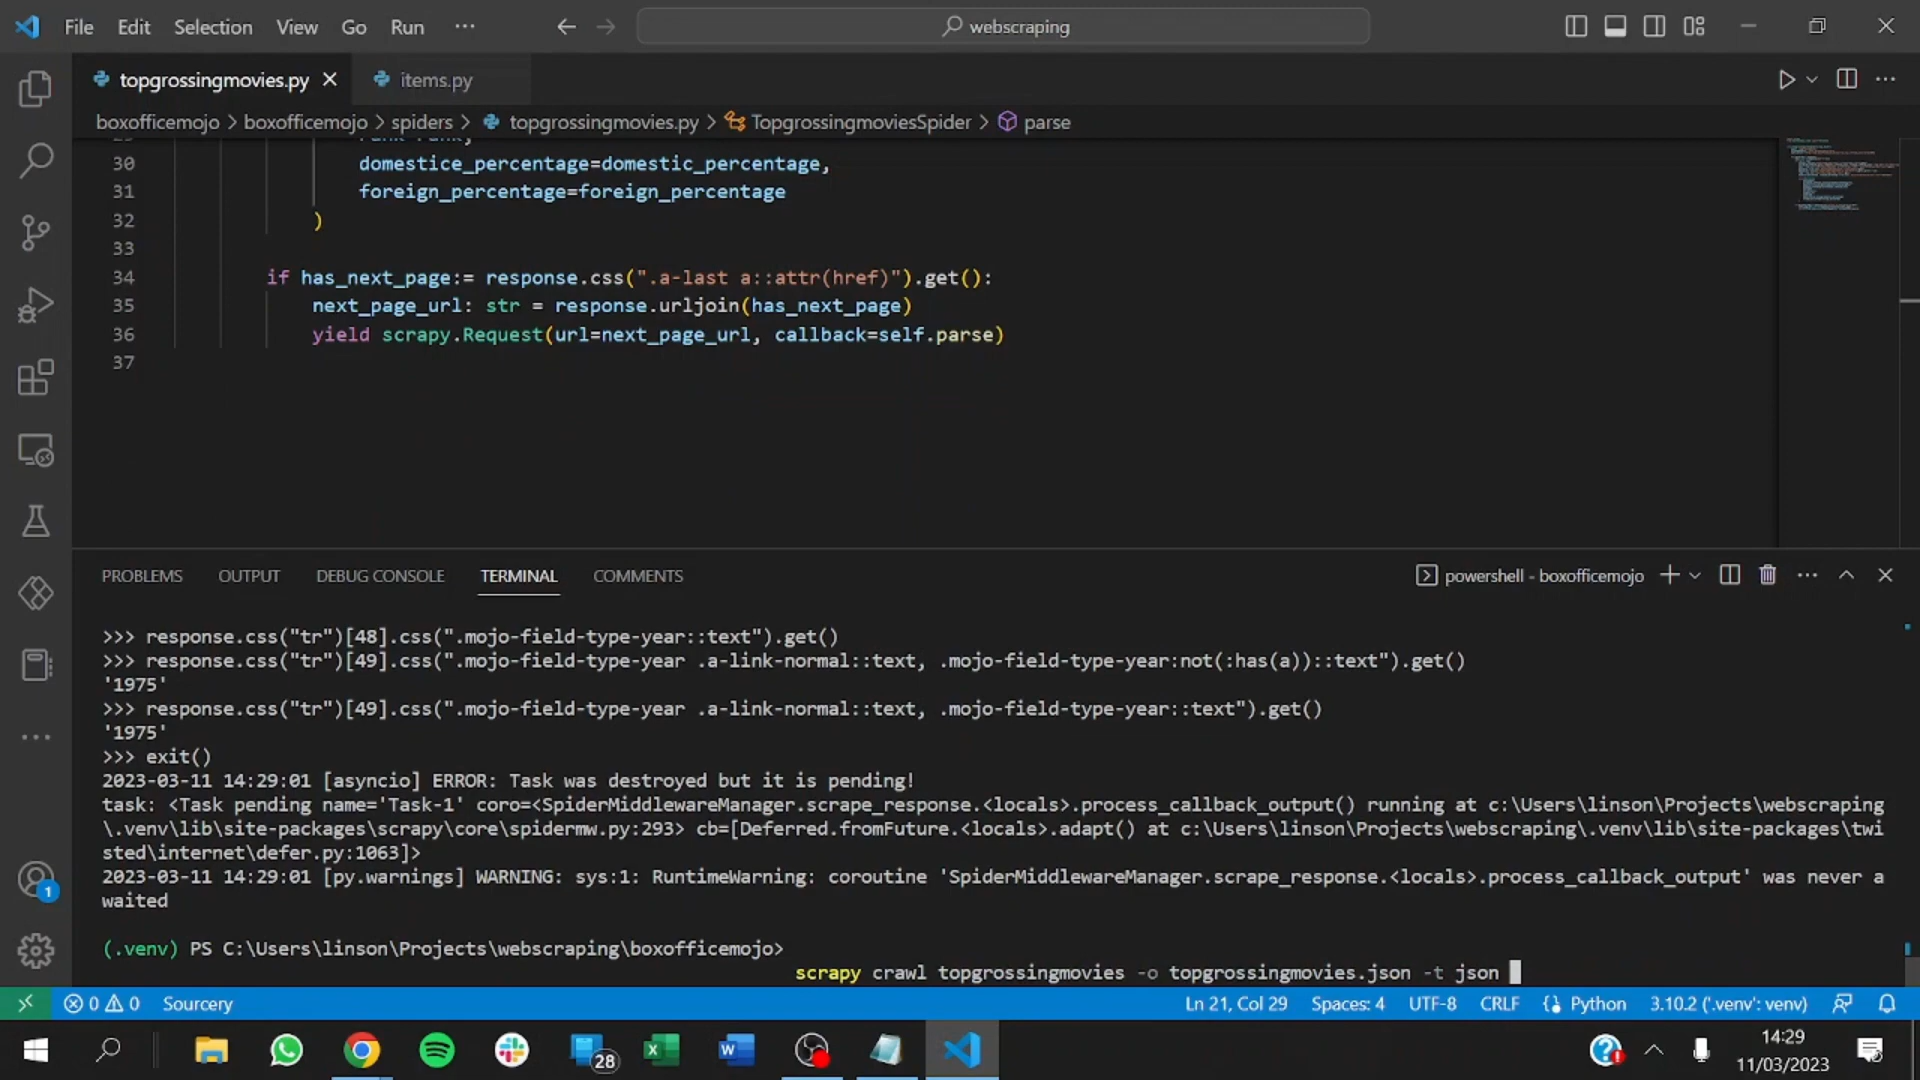 File Edit Selection View Go Run ···
webscraping
topgrossingmovies.py
items.py
boxofficemojo > boxofficemojo > spiders > topgrossingmovies.py > TopgrossingmoviesSpider > parse
30 domestice_percentage=domestic_percentage,
31 foreign_percentage=foreign_percentage
32 )
33
34 if has_next_page:= response.css(".a-last a::attr(href)").get():
35 next_page_url: str = response.urljoin(has_next_page)
36 yield scrapy.Request(url=next_page_url, callback=self.parse)
37
PROBLEMS OUTPUT DEBUG CONSOLE TERMINAL COMMENTS
powershell - boxofficemojo
>>> response.css("tr")[48].css(".mojo-field-type-year::text").get()
>>> response.css("tr")[49].css(".mojo-field-type-year .a-link-normal::text, .mojo-field-type-year:not(:has(a))::text").get()
'1975'
>>> response.css("tr")[49].css(".mojo-field-type-year .a-link-normal::text, .mojo-field-type-year::text").get()
'1975'
>>> exit()
2023-03-11 14:29:01 [asyncio] ERROR: Task was destroyed but it is pending!
task: <Task pending name='Task-1' coro=<SpiderMiddlewareManager.scrape_response.<locals>.process_callback_output() running at c:\Users\linson\Projects\webscraping
\.venv\lib\site-packages\scrapy\core\spidermw.py:293> cb=[Deferred.fromFuture.<locals>.adapt() at c:\Users\linson\Projects\webscraping\.venv\lib\site-packages\twi
sted\internet\defer.py:1063]>
2023-03-11 14:29:01 [py.warnings] WARNING: sys:1: RuntimeWarning: coroutine 'SpiderMiddlewareManager.scrape_response.<locals>.process_callback_output' was never a
waited
(.venv) PS C:\Users\linson\Projects\webscraping\boxofficemojo>
scrapy crawl topgrossingmovies -o topgrossingmovies.json -t json
1
0 0 Sourcery
Ln 21, Col 29 Spaces: 4 UTF-8 CRLF Python 3.10.2 ('.venv': venv)
28
14:29
11/03/2023